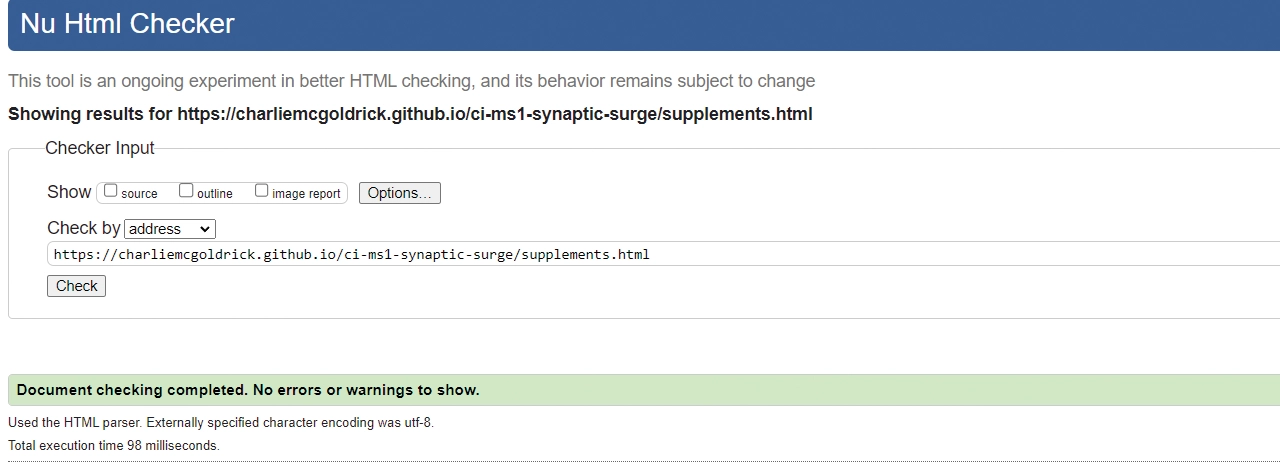 Nu Html Checker
This tool is an ongoing experiment in better HTML checking, and its behavior remains subject to change
Showing results for https://charliemcgoldrick.github.io/ci-ms1-synaptic-surge/supplements.html
Checker Input
Show source outline image report Options...
Check by address
https://charliemcgoldrick.github.io/ci-ms1-synaptic-surge/supplements.html
Check
Document checking completed. No errors or warnings to show.
Used the HTML parser. Externally specified character encoding was utf-8.
Total execution time 98 milliseconds.